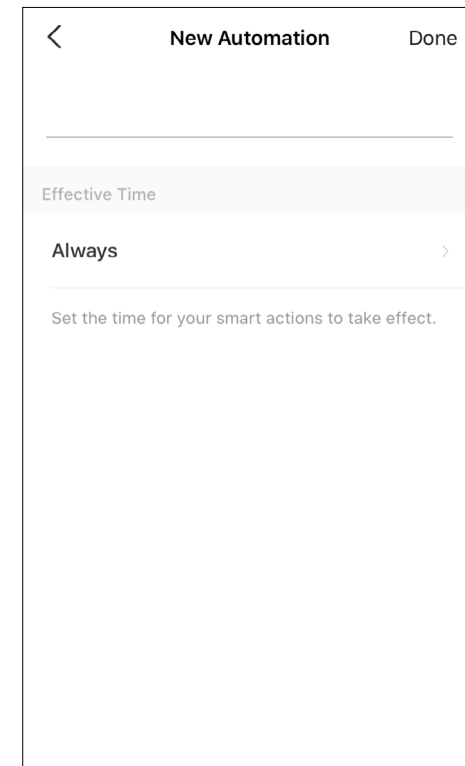 New Automation Done
Effective Time
Always
Set the time for your smart actions to take effect.